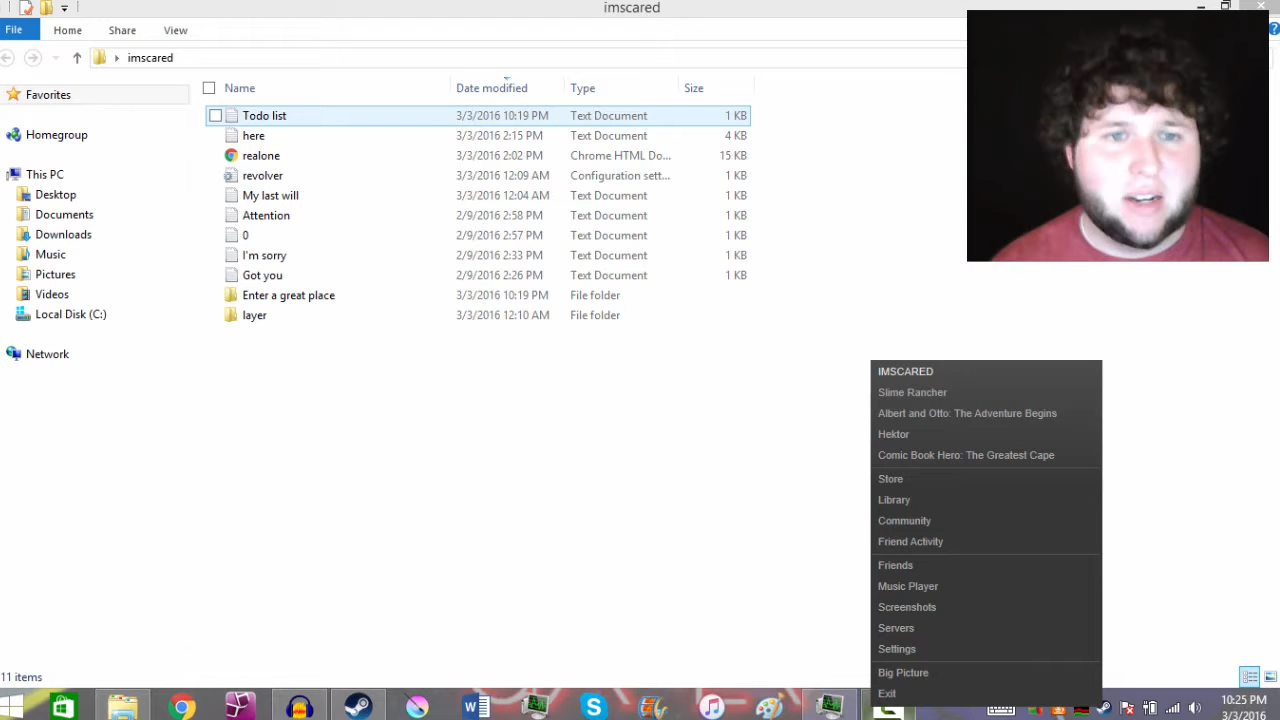 imscared
File
Home
Share
View
imscared
Name
Date modified
Type
Size
Favorites
Homegroup
This PC
Desktop
Documents
Downloads
Music
Pictures
Videos
Local Disk (C:)
Network
Todo list 3/3/2016 10:19 PM Text Document 1 KB
here 3/3/2016 2:15 PM Text Document 4 KB
realone 3/3/2016 2:02 PM Chrome HTML Do... 15 KB
revolver 3/3/2016 12:09 AM Configuration sett... 1 KB
My last will 3/3/2016 12:04 AM Text Document 1 KB
Attention 2/9/2016 2:58 PM Text Document 1 KB
0 2/9/2016 2:57 PM Text Document 1 KB
I'm sorry 2/9/2016 2:33 PM Text Document 1 KB
Got you 2/9/2016 2:26 PM Text Document 1 KB
Enter a great place 3/3/2016 10:19 PM File folder
layer 3/3/2016 12:10 AM File folder
IMSCARED
Slime Rancher
Albert and Otto: The Adventure Begins
Hektor
Comic Book Hero: The Greatest Cape
Store
Library
Community
Friend Activity
Friends
Music Player
Screenshots
Servers
Settings
Big Picture
Exit
11 items
10:25 PM
3/3/2016